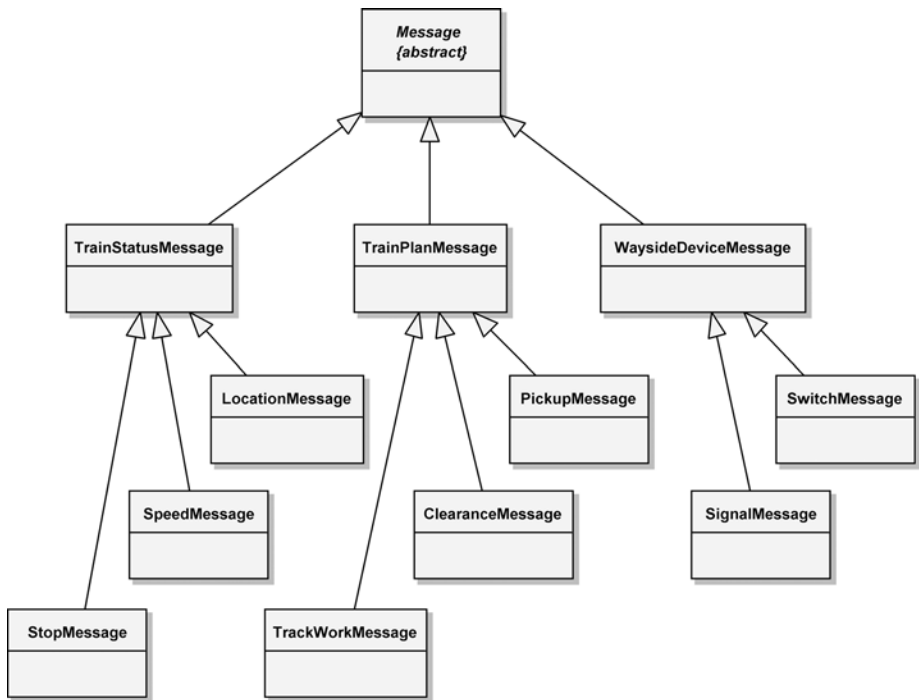 Message
{abstract}
TrainStatusMessage
TrainPlanMessage
WaysideDeviceMessage
LocationMessage
PickupMessage
SwitchMessage
SpeedMessage
ClearanceMessage
SignalMessage
StopMessage
TrackWorkMessage